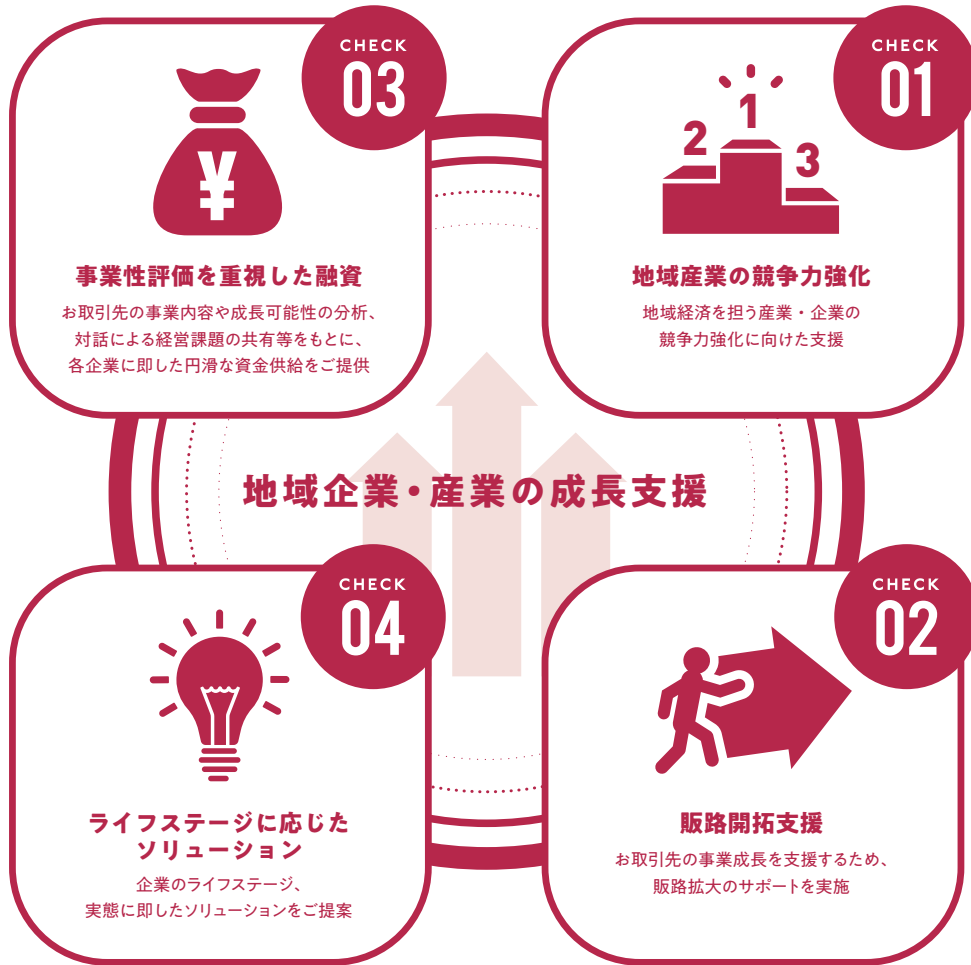 CHECK
01
1
2
3
地域産業の競争力強化
地域経済を担う産業・企業の
競争力強化に向けた支援
CHECK
02
販路開拓支援
お取引先の事業成長を支援するため、
販路拡大のサポートを実施
CHECK
03
¥
事業性評価を重視した融資
お取引先の事業内容や成長可能性の分析、
対話による経営課題の共有等をもとに、
各企業に即した円滑な資金供給をご提供
CHECK
04
ライフステージに応じた
ソリューション
企業のライフステージ、
実態に即したソリューションをご提案
地域企業・産業の成長支援